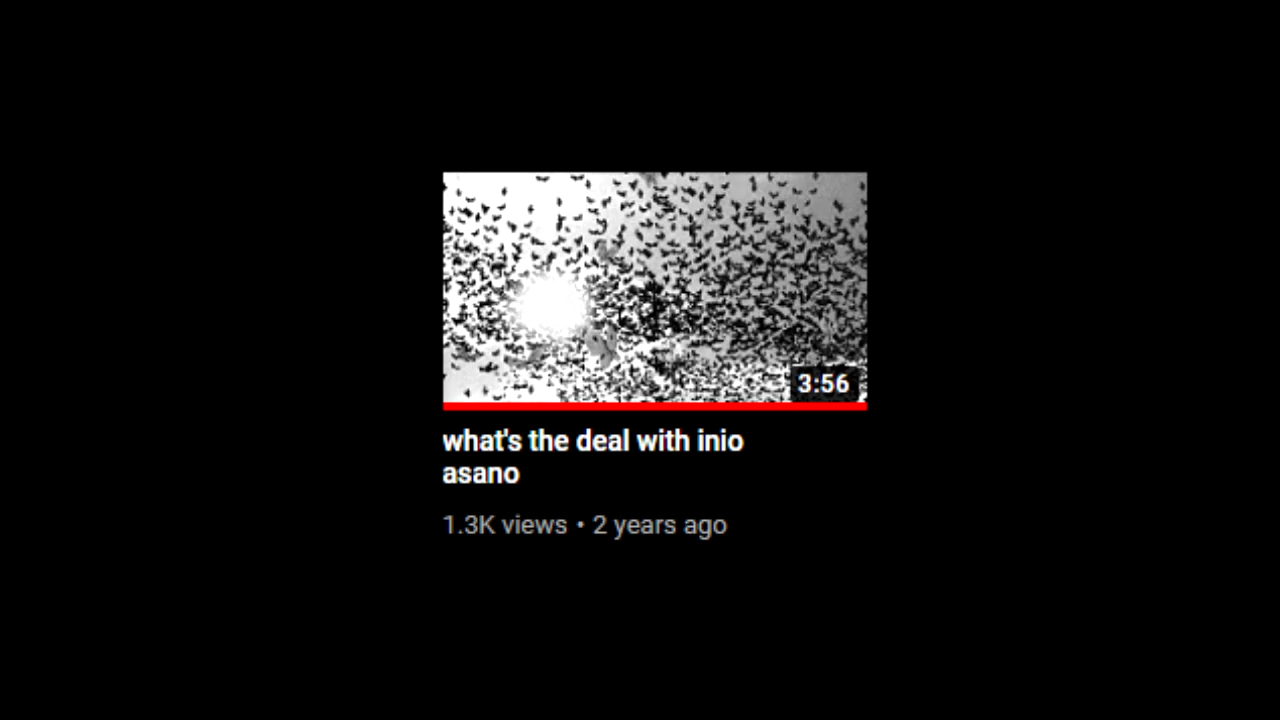 3:56
what's the deal with inio
asano
1.3K views • 2 years ago